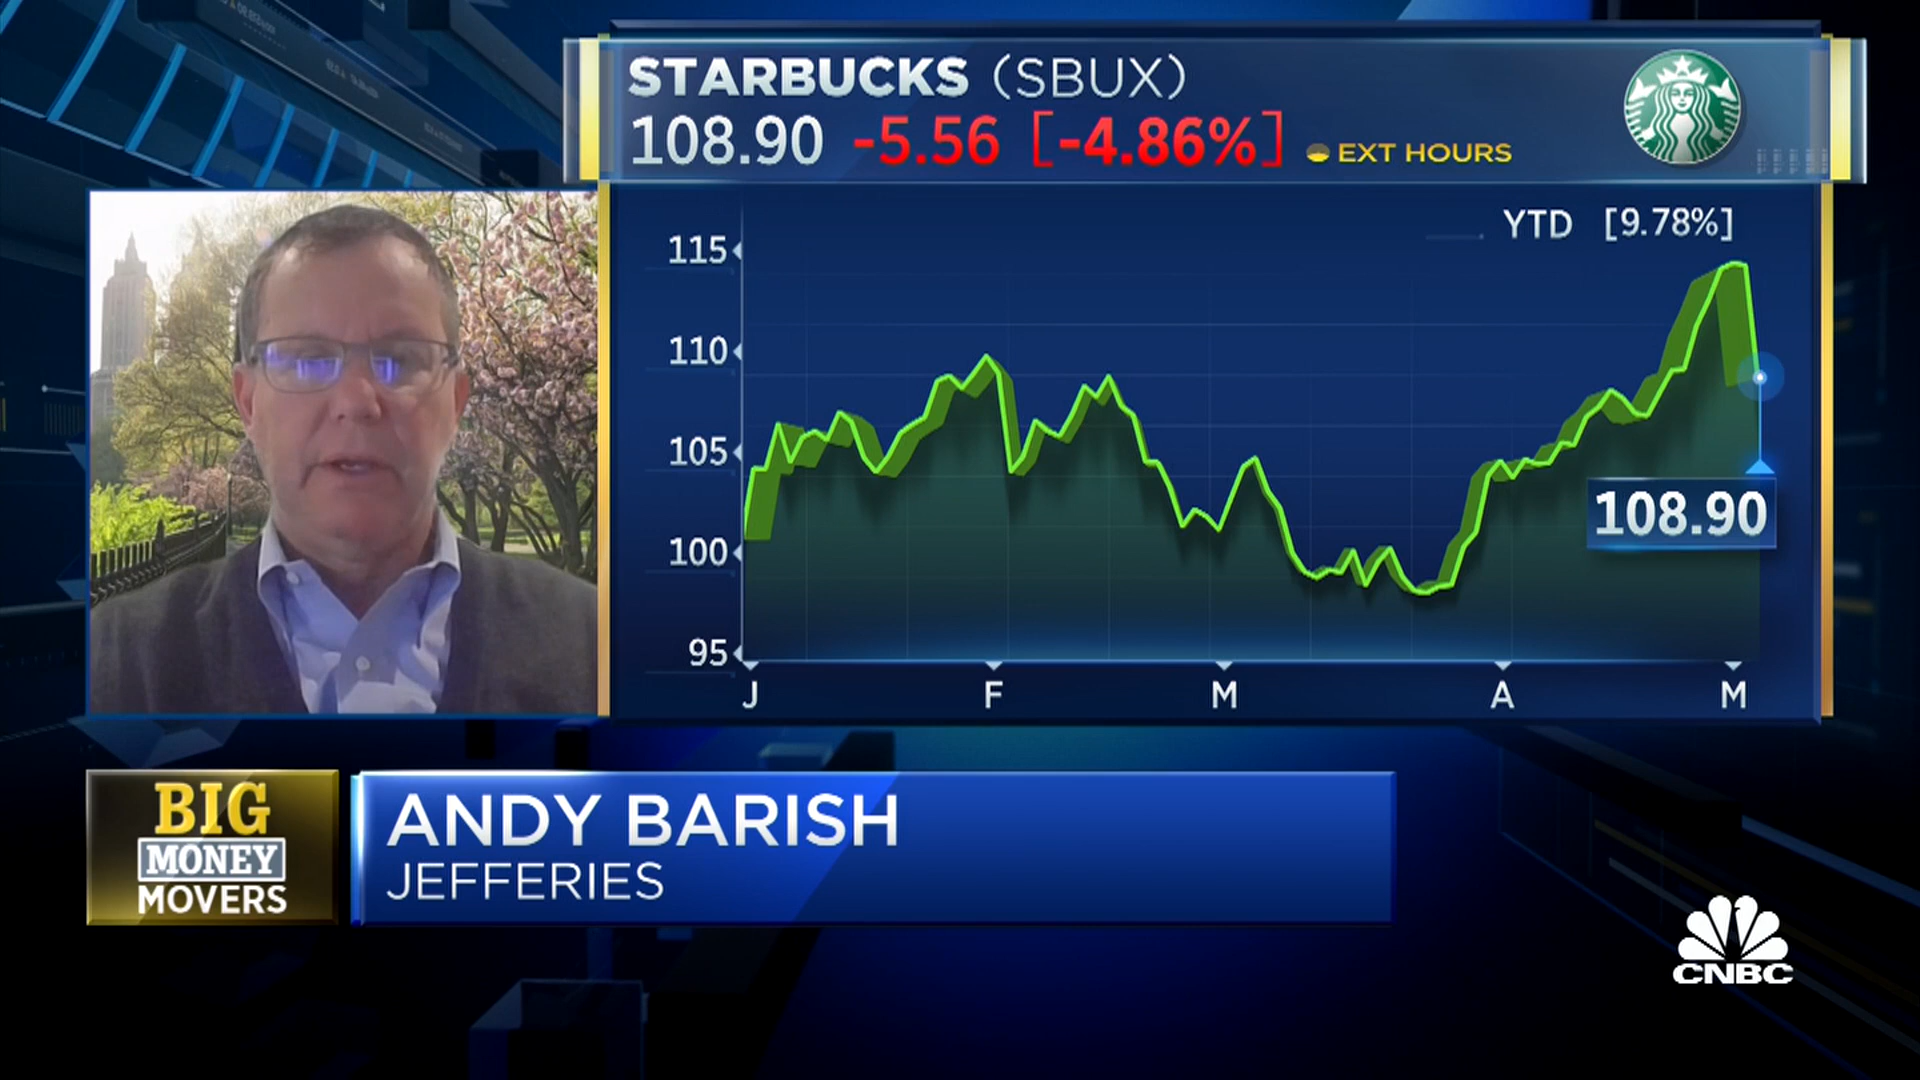 STARBUCKS (SBUX)
108.90 -5.56 [-4.86%] EXT HOURS
YTD [9.78%]
115
110
105
100
95
108.90
J F M A M
BIG
MONEY
MOVERS
ANDY BARISH
JEFFERIES
CNBC